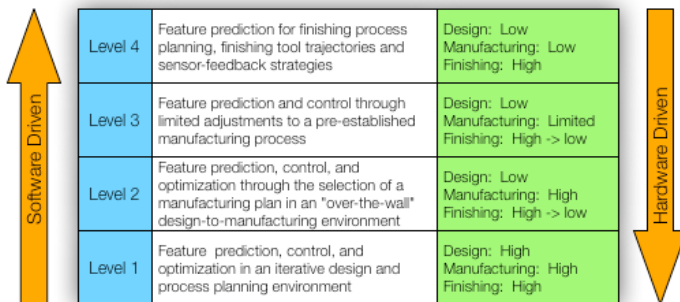 Software Driven
Level 4
Feature prediction for finishing process
planning, finishing tool trajectories and
sensor-feedback strategies
Design: Low
Manufacturing: Low
Finishing: High
Level 3
Feature prediction and control through
limited adjustments to a pre-established
manufacturing process
Design: Low
Manufacturing: Limited
Finishing: High -> low
Level 2
Feature prediction, control, and
optimization through the selection of a
manufacturing plan in an "over-the-wall"
design-to-manufacturing environment
Design: Low
Manufacturing: High
Finishing: High -> low
Level 1
Feature prediction, control, and
optimization in an iterative design and
process planning environment
Design: High
Manufacturing: High
Finishing: High
Hardware Driven